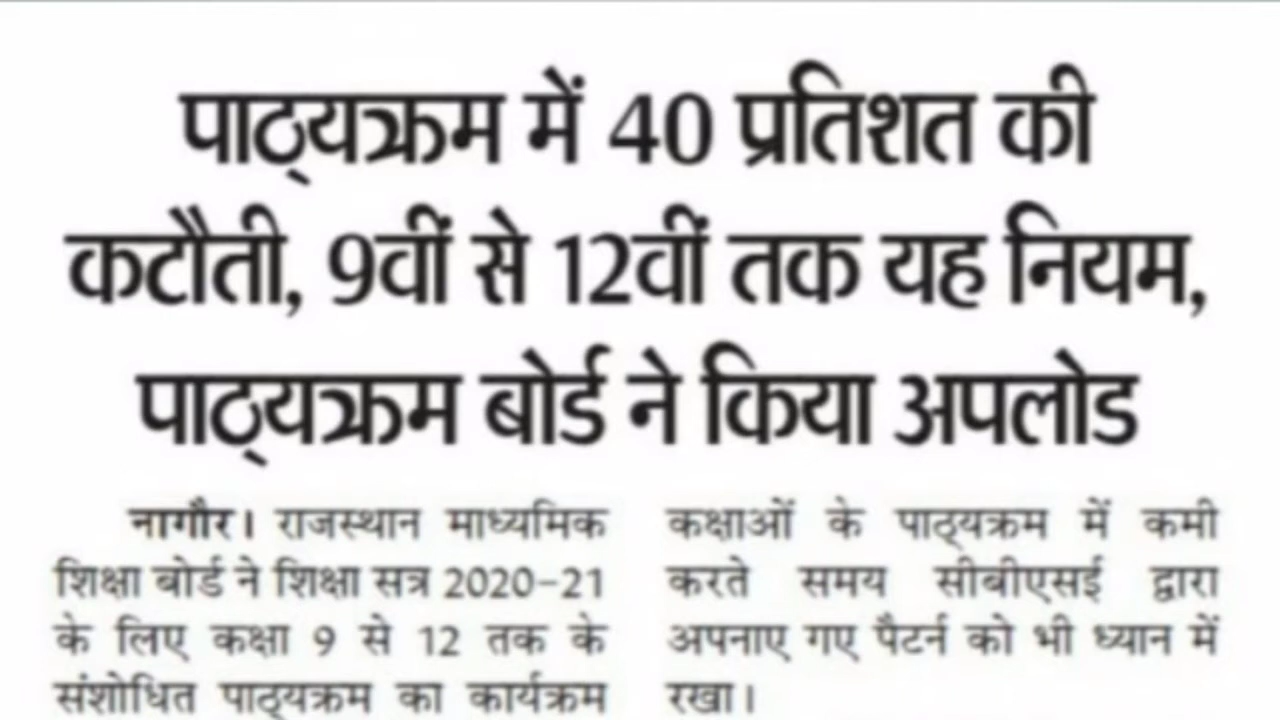 पाठ्यक्रम में 40 प्रतिशत की
कटौती, 9वीं से 12वीं तक यह नियम,
पाठ्यक्रम बोर्ड ने किया अपलोड
नागौर। राजस्थान माध्यमिक
शिक्षा बोर्ड ने शिक्षा सत्र 2020-21
के लिए कक्षा 9 से 12 तक के
संशोधित पाठ्यक्रम का कार्यक्रम
कक्षाओं के पाठ्यक्रम में कमी
करते समय सीबीएसई द्वारा
अपनाए गए पैटर्न को भी ध्यान में
रखा।